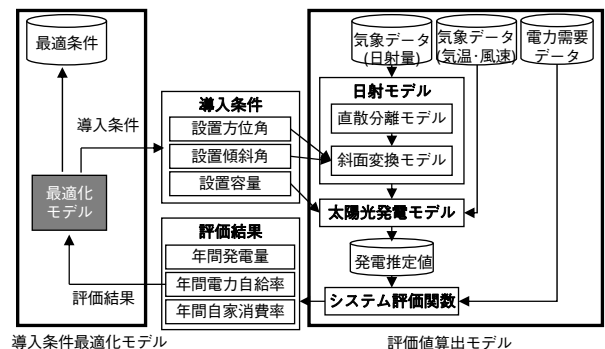 最適条件
導入条件
最適化
モデル
評価結果
導入条件最適化モデル
導入条件
設置方位角
設置傾斜角
設置容量
評価結果
年間発電量
年間電力自給率
年間自家消費率
気象データ
(日射量)
気象データ
(気温･風速)
電力需要
データ
日射モデル
直散分離モデル
斜面変換モデル
太陽光発電モデル
発電推定値
システム評価関数
評価値算出モデル